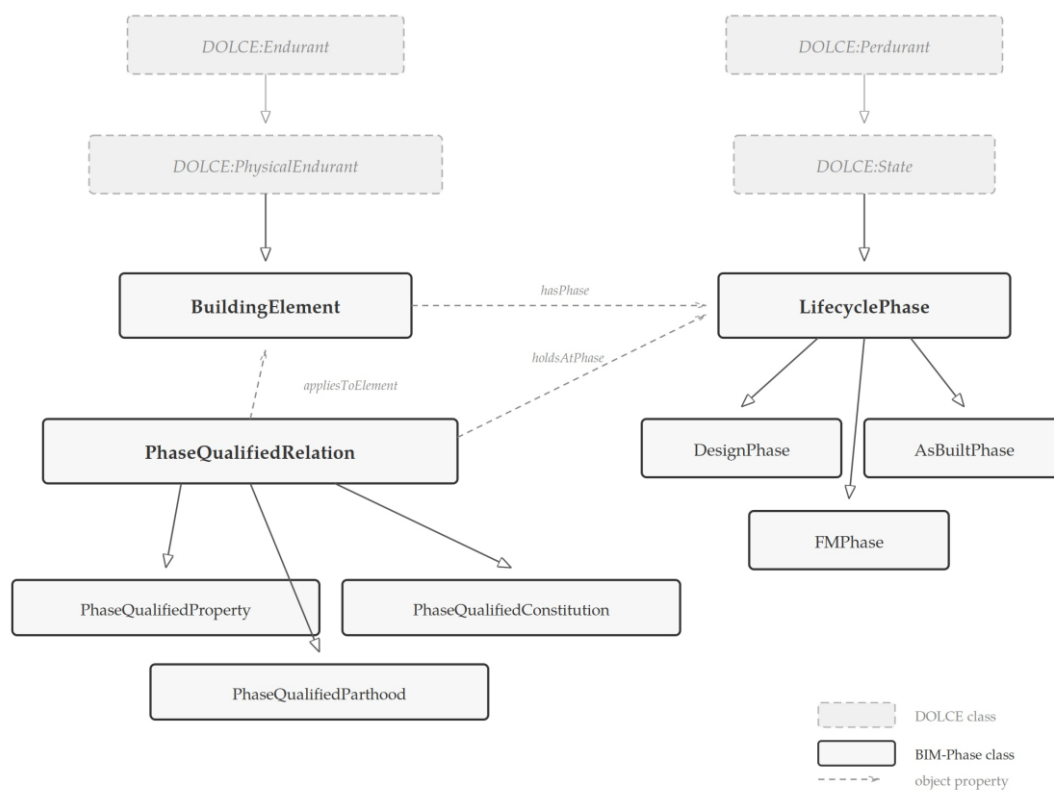 DOLCE:Endurant
DOLCE:Perdurant
DOLCE:PhysicalEndurant
DOLCE:State
BuildingElement
hasPhase
LifecyclePhase
holdsAtPhase
appliesToElement
PhaseQualifiedRelation
DesignPhase
AsBuiltPhase
FMPhase
PhaseQualifiedProperty
PhaseQualifiedConstitution
PhaseQualifiedParthood
DOLCE class
BIM-Phase class
object property